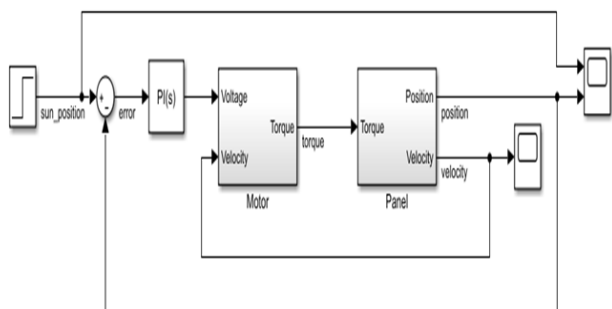 +
-
sun_position
error
PI(s)
Voltage
Velocity
Torque
Motor
torque
Torque
Position
Velocity
Panel
position
velocity